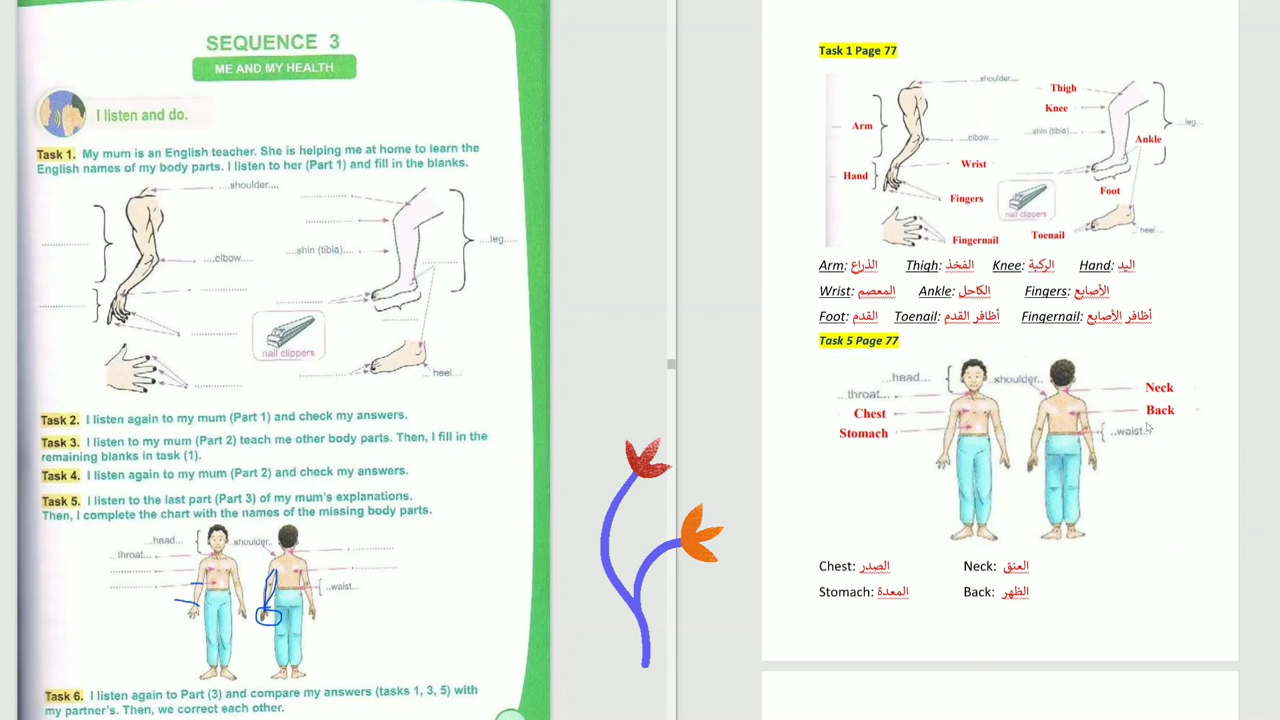 SEQUENCE 3
ME AND MY HEALTH
I listen and do.
Task 1. My mum is an English teacher. She is helping me at home to learn the
English names of my body parts. I listen to her (Part 1) and fill in the blanks.
...shoulder....
....elbow....
...shin (tibia)....
...leg.....
nail clippers
... heel....
Task 2. I listen again to my mum (Part 1) and check my answers.
Task 3. I listen to my mum (Part 2) teach me other body parts. Then, I fill in the
remaining blanks in task (1).
Task 4. I listen again to my mum (Part 2) and check my answers.
Task 5. I listen to the last part (Part 3) of my mum's explanations.
Then, I complete the chart with the names of the missing body parts.
...head...
...shoulder..
...throat...
..waist...
Task 6. I listen again to Part (3) and compare my answers (tasks 1, 3, 5) with
my partner's. Then, we correct each other.
Task 1 Page 77
...shoulder....
Thigh
Knee
Arm
...shin (tibia)....
...leg...
....elbow....
Ankle
Wrist
Hand
Foot
Fingers
nail clippers
Fingernail
Toenail
... heel....
Arm: الذراع Thigh: الفخذ Knee: الركبة Hand: اليد
Wrist: المعصم Ankle: الكاحل Fingers: الأصابع
Foot: القدم Toenail: أظافر القدم Fingernail: أظافر الأصابع
Task 5 Page 77
...head...
...shoulder..
...throat...
Neck
Chest
Back
Stomach
..waist...
Chest: الصدر Neck: العنق
Stomach: المعدة Back: الظهر